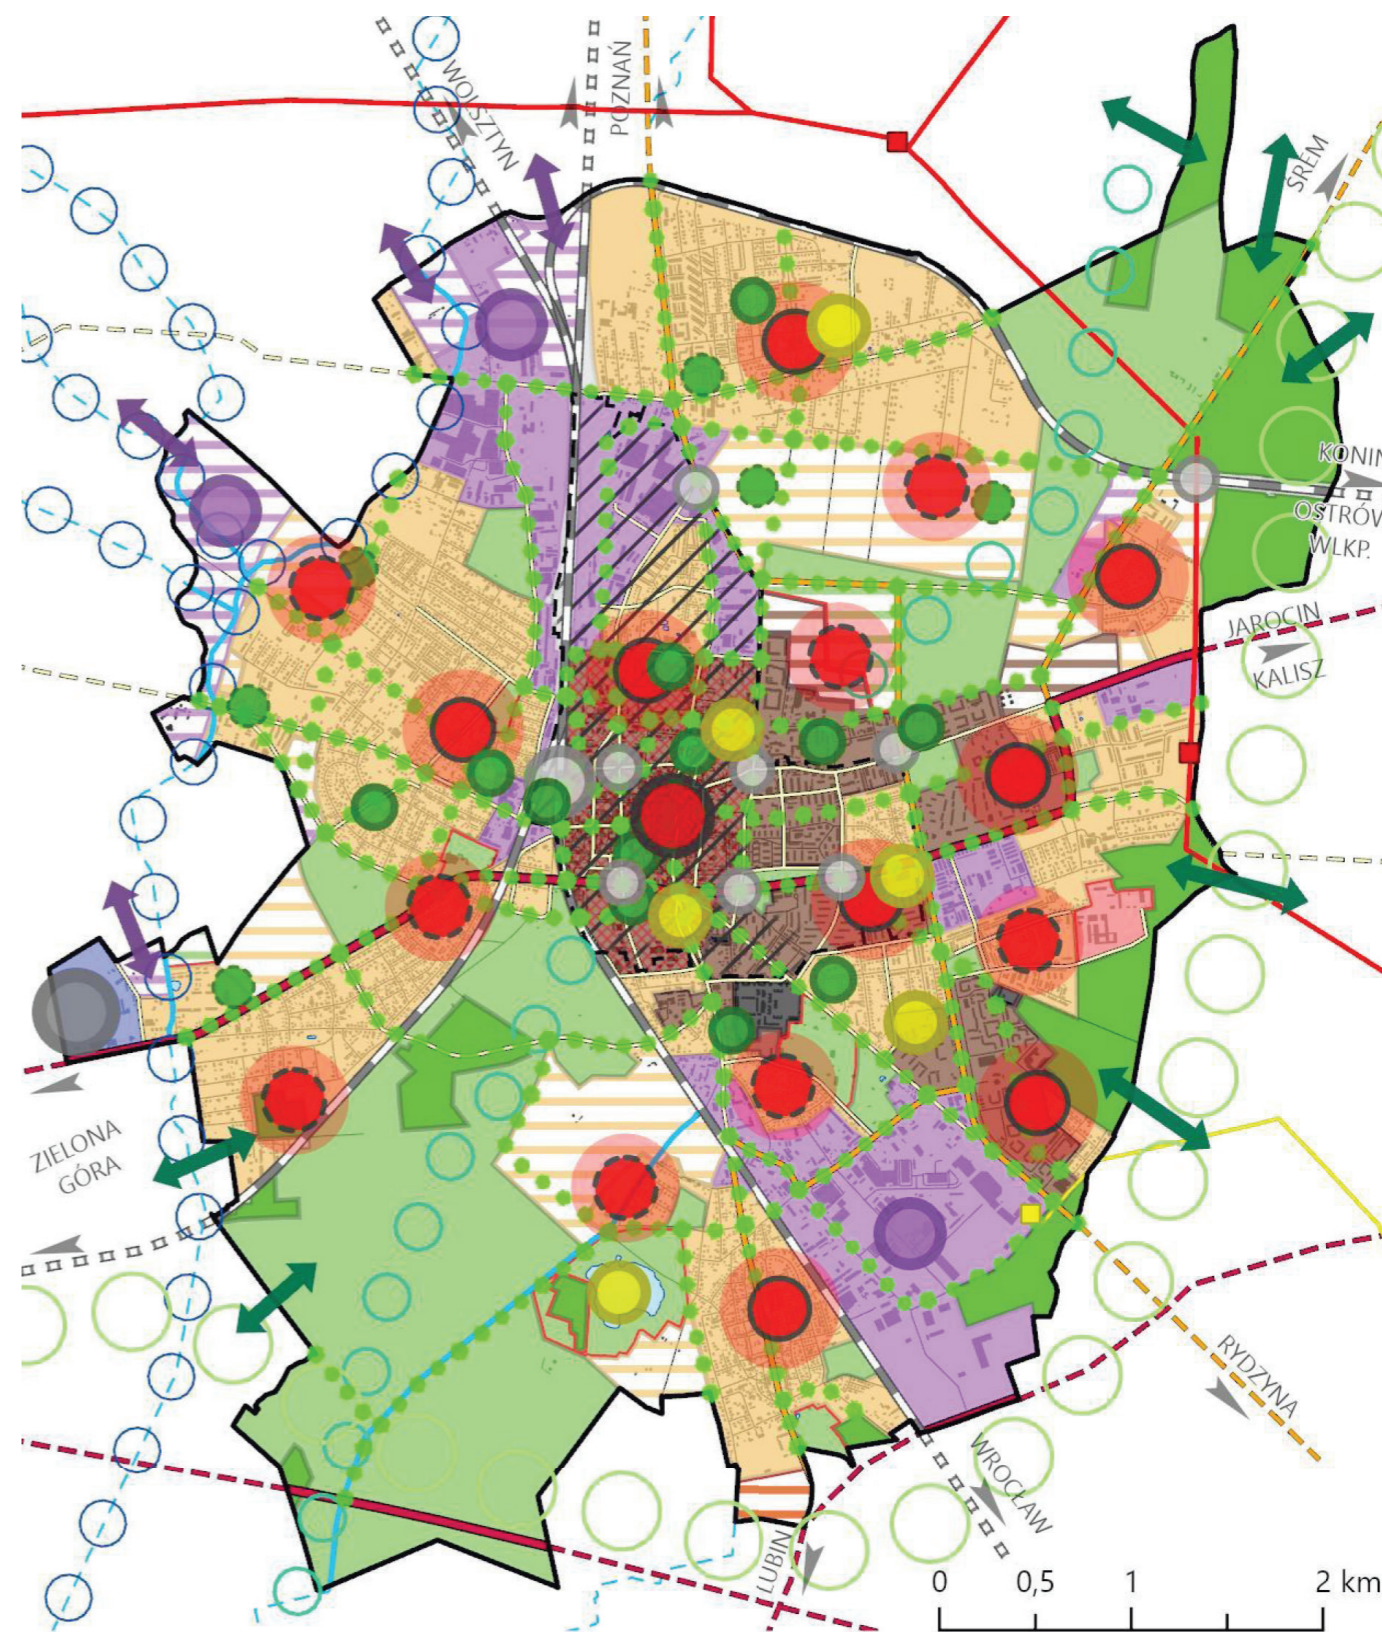 WOLSZTYN
POZNAŃ
ŚREM
KONIN
OSTRÓW
WLKP.
JAROCIN
KALISZ
ZIELONA
GÓRA
RYDZYNA
WROCŁAW
LUBIN
0 0,5 1 2 km